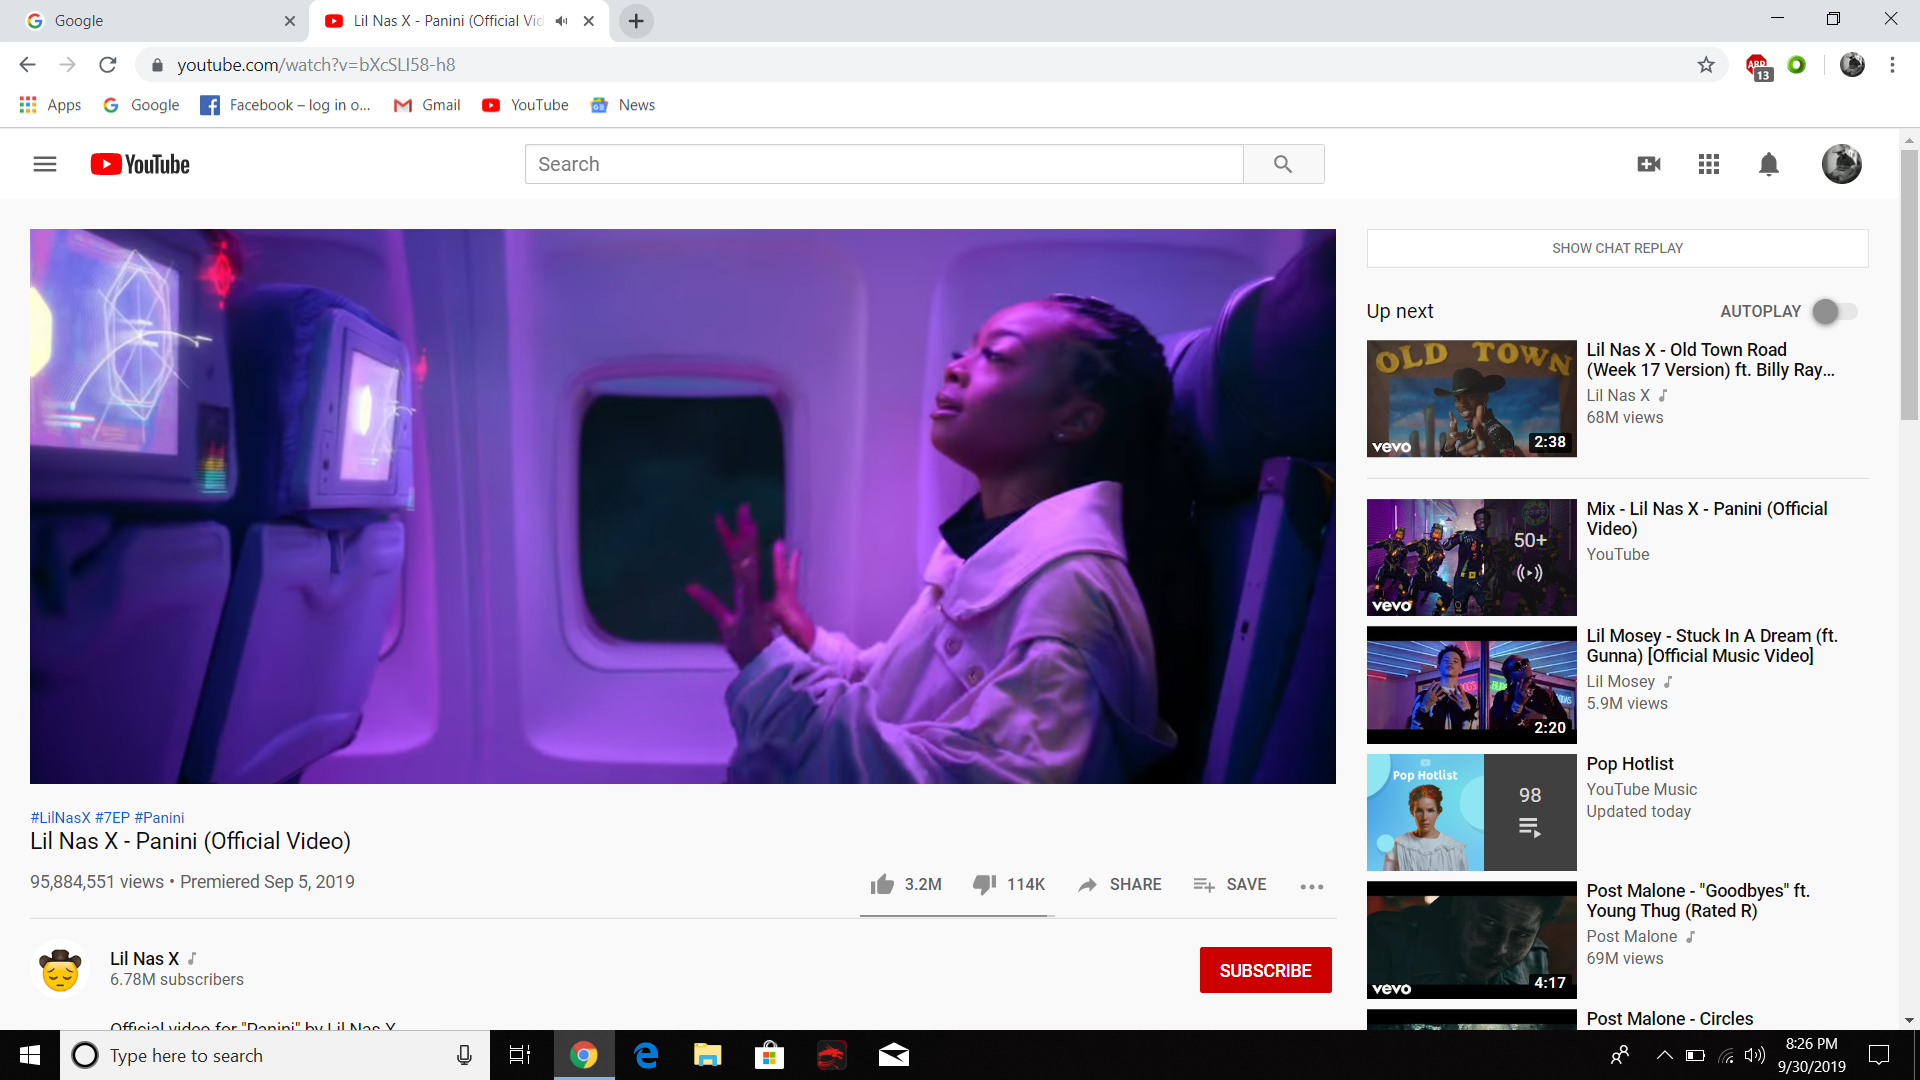 Google
Lil Nas X - Panini (Official Vid
youtube.com/watch?v=bXcSLI58-h8
ABP
13
Apps
Google
Facebook – log in o...
Gmail
YouTube
News
YouTube
Search
SHOW CHAT REPLAY
Up next
AUTOPLAY
OLD TOWN
vevo
2:38
Lil Nas X - Old Town Road
(Week 17 Version) ft. Billy Ray...
Lil Nas X
68M views
50+
vevo
Mix - Lil Nas X - Panini (Official
Video)
YouTube
2:20
Lil Mosey - Stuck In A Dream (ft.
Gunna) [Official Music Video]
Lil Mosey
5.9M views
Pop Hotlist
98
Pop Hotlist
YouTube Music
Updated today
vevo
4:17
Post Malone - "Goodbyes" ft.
Young Thug (Rated R)
Post Malone
69M views
Post Malone - Circles
#LilNasX #7EP #Panini
Lil Nas X - Panini (Official Video)
95,884,551 views • Premiered Sep 5, 2019
3.2M
114K
SHARE
SAVE
Lil Nas X
6.78M subscribers
SUBSCRIBE
Official video for "Panini" by Lil Nas X
Type here to search
8:26 PM
9/30/2019